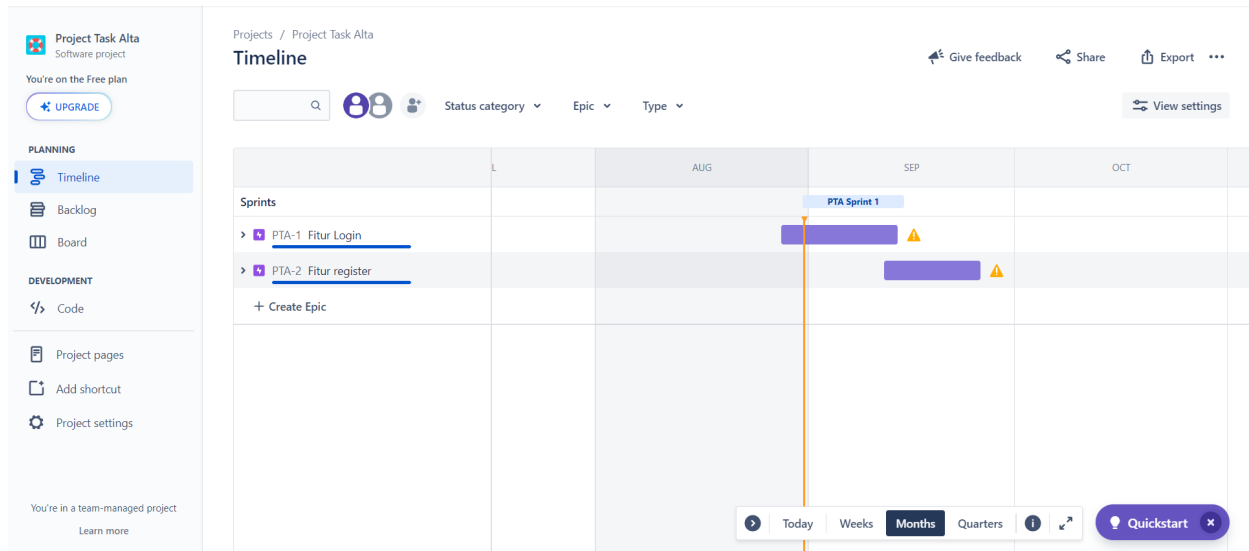 Project Task Alta
Software project
You're on the Free plan
UPGRADE
PLANNING
Timeline
Backlog
Board
DEVELOPMENT
Code
Project pages
Add shortcut
Project settings
You're in a team-managed project
Learn more
Projects / Project Task Alta
Timeline
Give feedback
Share
Export
Status category
Epic
Type
View settings
L
AUG
SEP
OCT
Sprints
PTA Sprint 1
PTA-1 Fitur Login
PTA-2 Fitur register
+ Create Epic
Today
Weeks
Months
Quarters
Quickstart